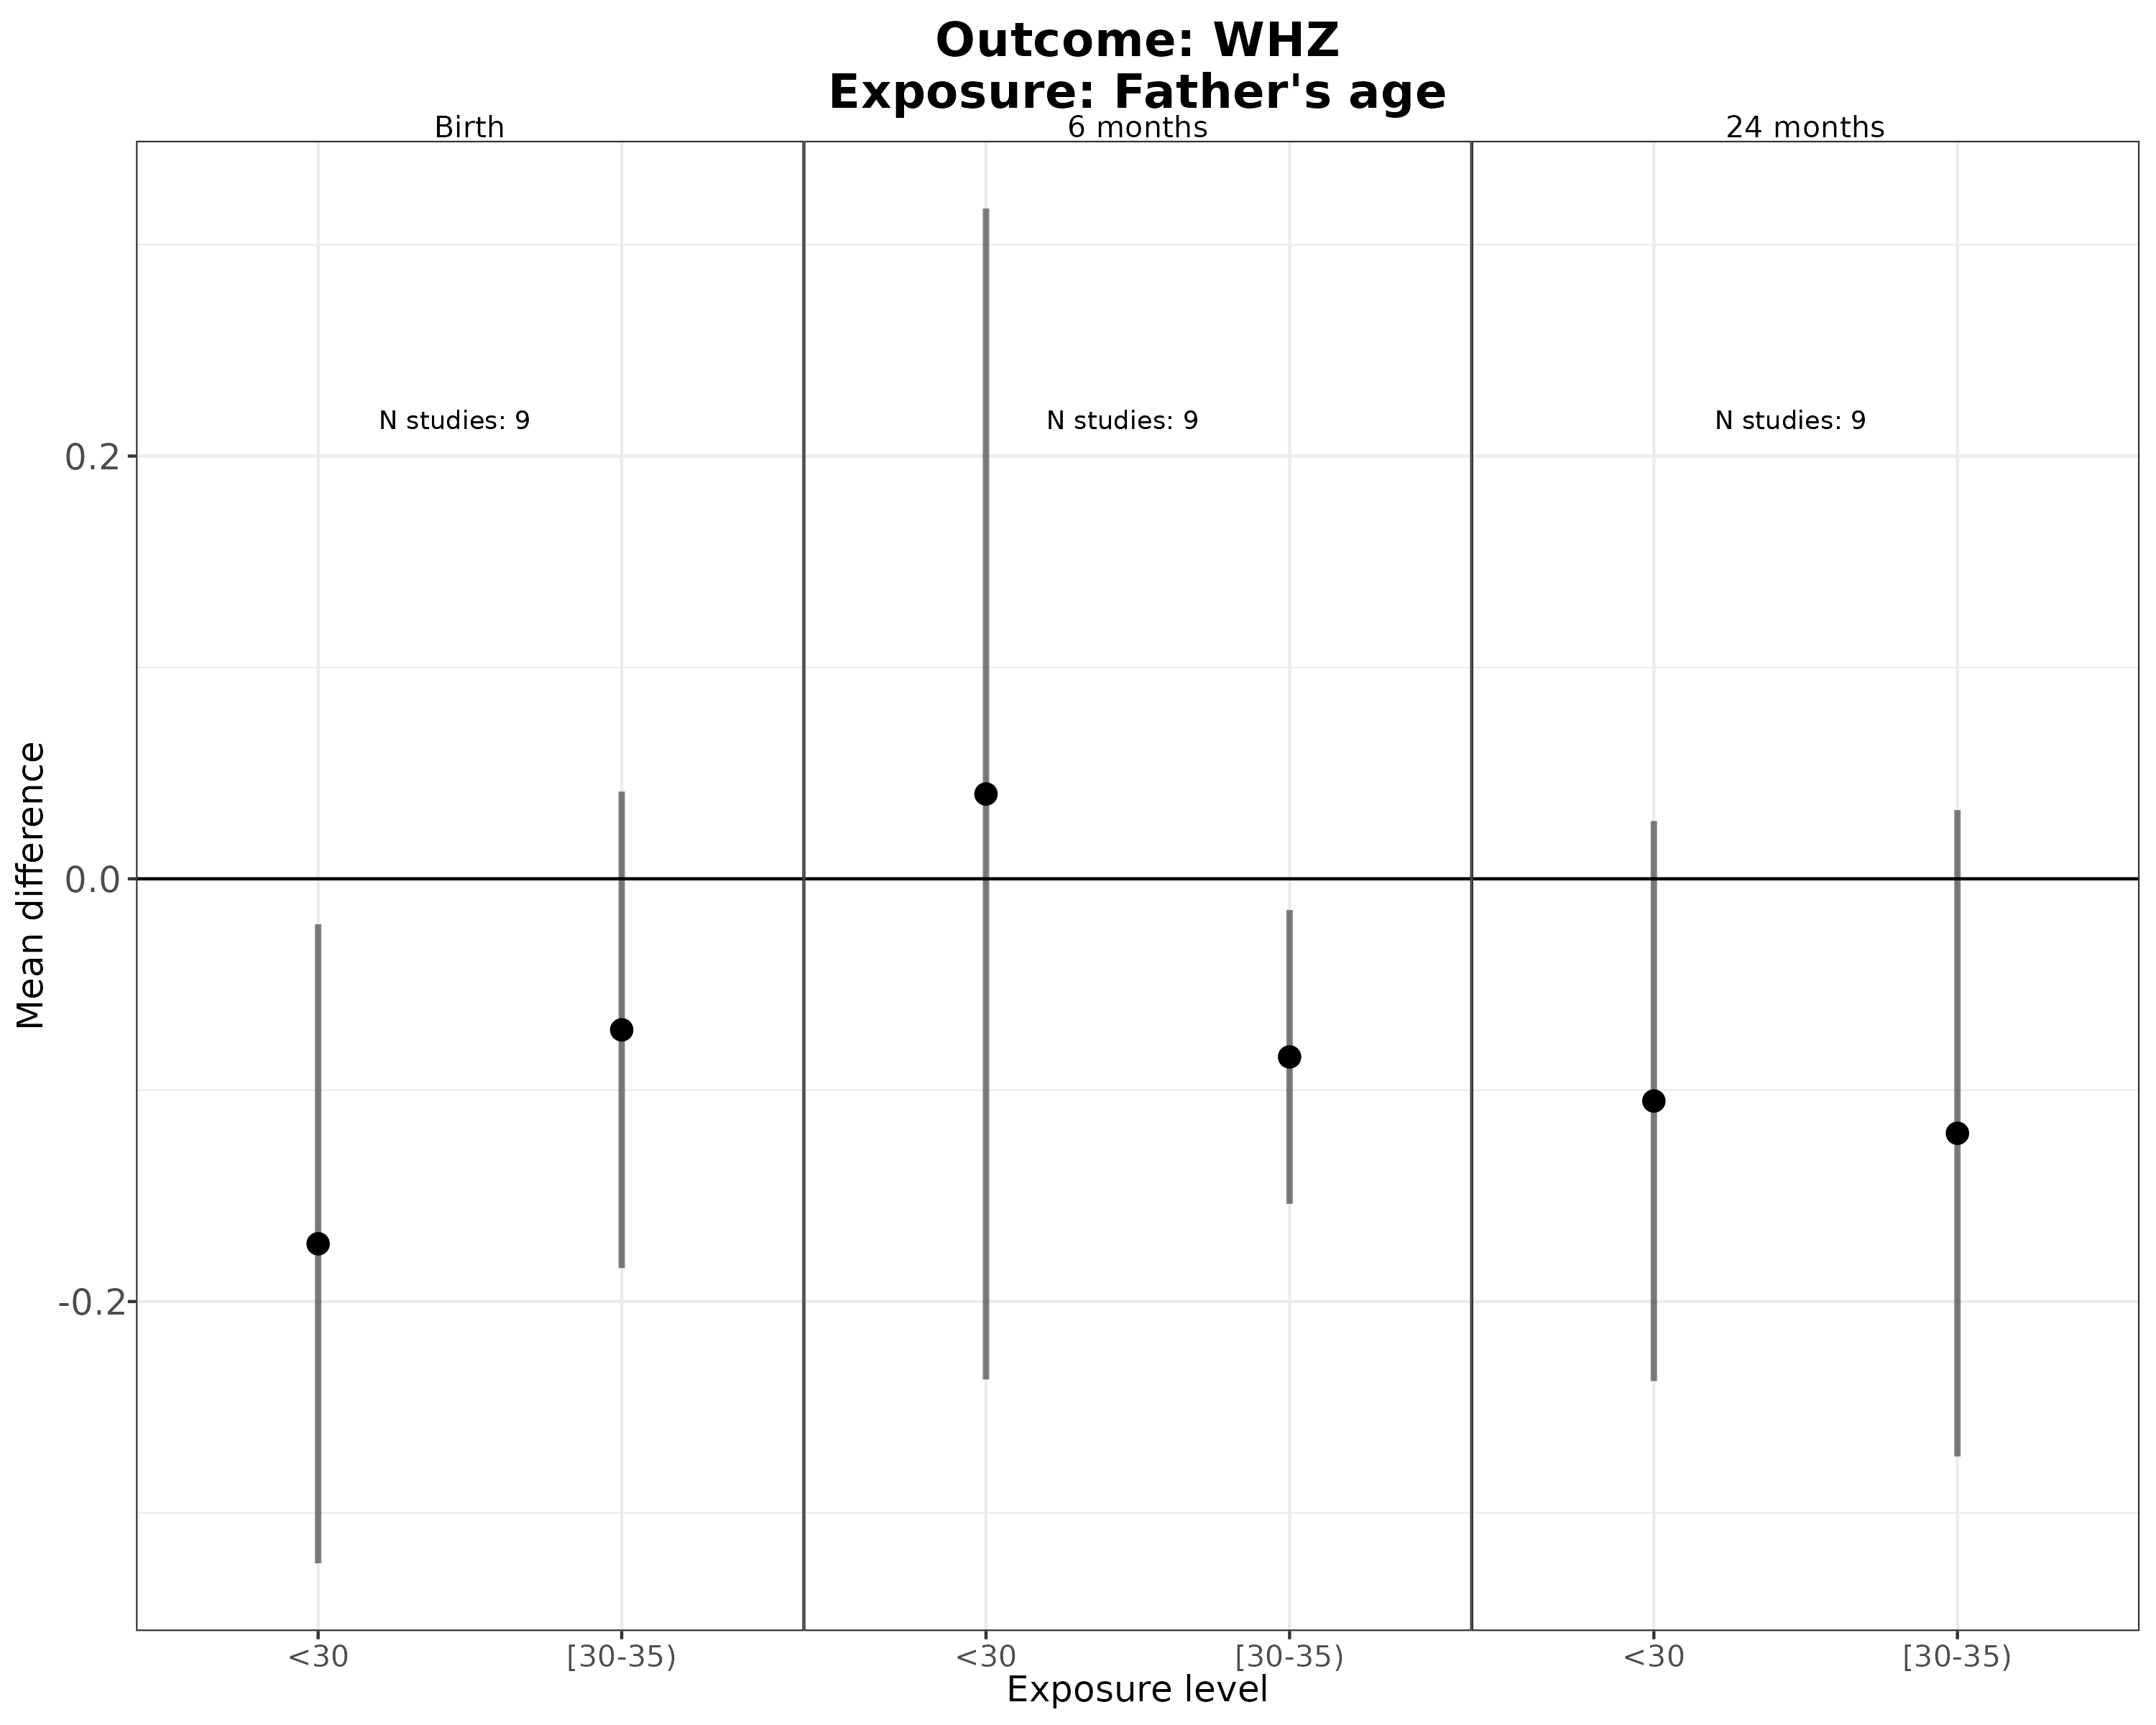 Outcome: WHZ
Exposure: Father's age
Birth
6 months
24 months
N studies: 9
N studies: 9
N studies: 9
0.2
0.0
-0.2
Mean difference
<30
[30-35)
<30
[30-35)
<30
[30-35)
Exposure level